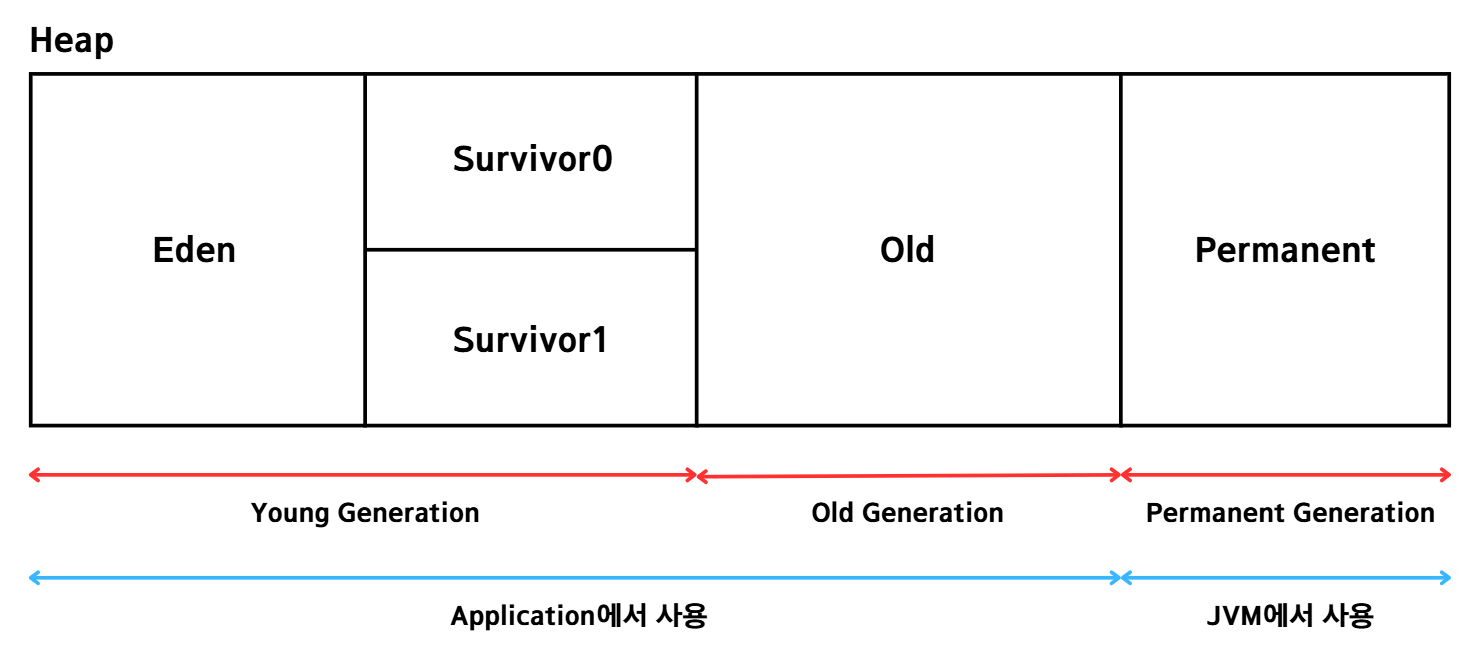 Heap
Eden
Survivor0
Survivor1
Old
Permanent
Young Generation
Old Generation
Permanent Generation
Application에서 사용
JVM에서 사용